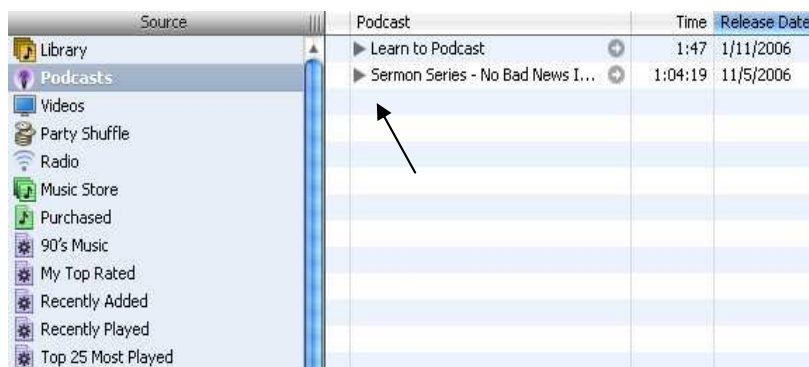 Source
Library
Podcasts
Videos
Party Shuffle
Radio
Music Store
Purchased
90's Music
My Top Rated
Recently Added
Recently Played
Top 25 Most Played
Podcast Time Release Date
Learn to Podcast 1:47 1/11/2006
Sermon Series - No Bad News I... 1:04:19 11/5/2006